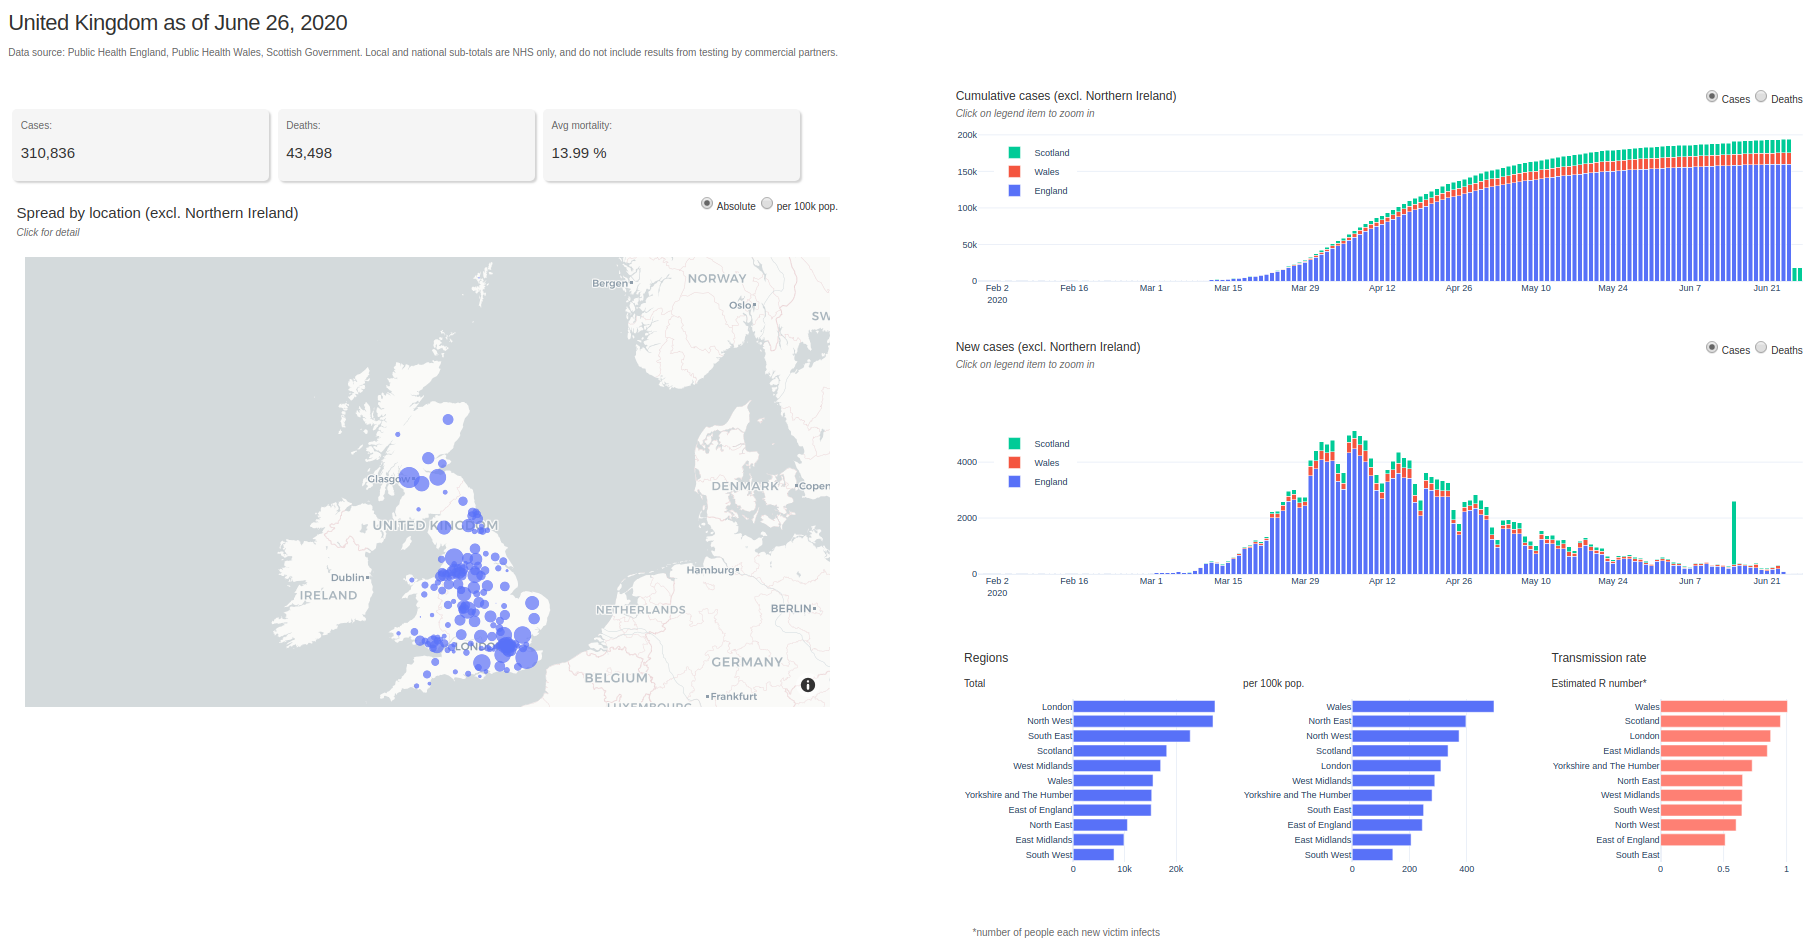 United Kingdom as of June 26, 2020
Data source: Public Health England, Public Health Wales, Scottish Government. Local and national sub-totals are NHS only, and do not include results from testing by commercial partners.
Cases:
310,836
Deaths:
43,498
Avg mortality:
13.99 %
Spread by location (excl. Northern Ireland)
Absolute
per 100k pop.
Click for detail
NORWAY
Bergen
Oslo
SW
Glasgow
DENMARK
Copen
UNITED KINGDOM
Hamburg
Dublin
IRELAND
NETHERLANDS
BERLIN
LONDON
GERMANY
BELGIUM
Frankfurt
LUXEMBOURG
Cumulative cases (excl. Northern Ireland)
Cases
Deaths
Click on legend item to zoom in
200k
150k
100k
50k
0
Scotland
Wales
England
Feb 2
2020
Feb 16
Mar 1
Mar 15
Mar 29
Apr 12
Apr 26
May 10
May 24
Jun 7
Jun 21
New cases (excl. Northern Ireland)
Cases
Deaths
Click on legend item to zoom in
Scotland
Wales
England
4000
2000
0
Feb 2
2020
Feb 16
Mar 1
Mar 15
Mar 29
Apr 12
Apr 26
May 10
May 24
Jun 7
Jun 21
Regions
Total
London
North West
South East
Scotland
West Midlands
Wales
Yorkshire and The Humber
East of England
North East
East Midlands
South West
0
10k
20k
per 100k pop.
Wales
North East
North West
Scotland
London
West Midlands
Yorkshire and The Humber
South East
East of England
East Midlands
South West
0
200
400
Transmission rate
Estimated R number*
Wales
Scotland
London
East Midlands
Yorkshire and The Humber
North East
West Midlands
South West
North West
East of England
South East
0
0.5
1
*number of people each new victim infects